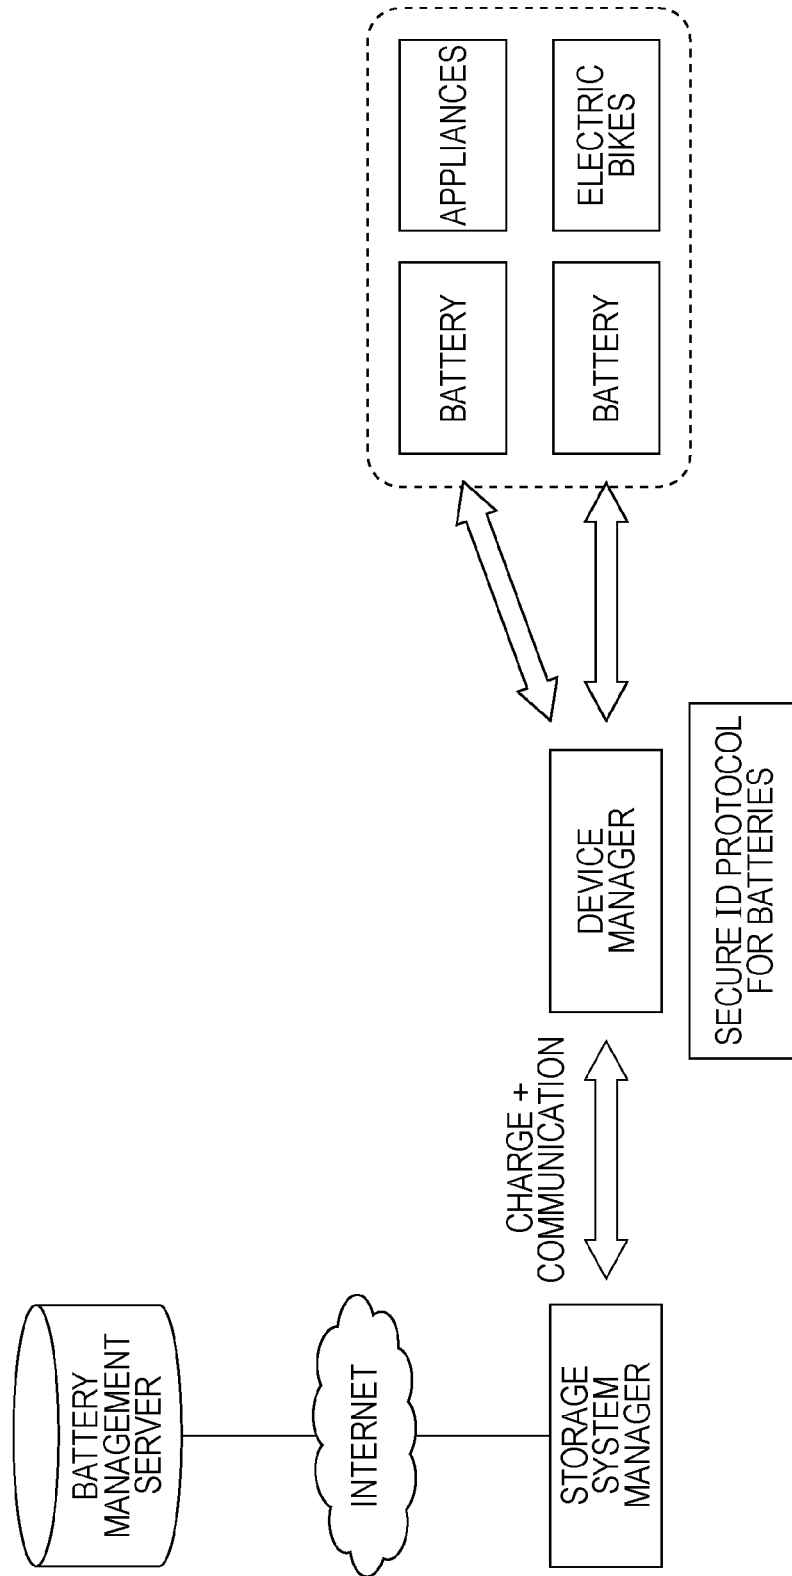 BATTERY
MANAGEMENT
SERVER
INTERNET
STORAGE
SYSTEM
MANAGER
CHARGE +
COMMUNICATION
DEVICE
MANAGER
SECURE ID PROTOCOL
FOR BATTERIES
BATTERY
APPLIANCES
BATTERY
ELECTRIC
BIKES